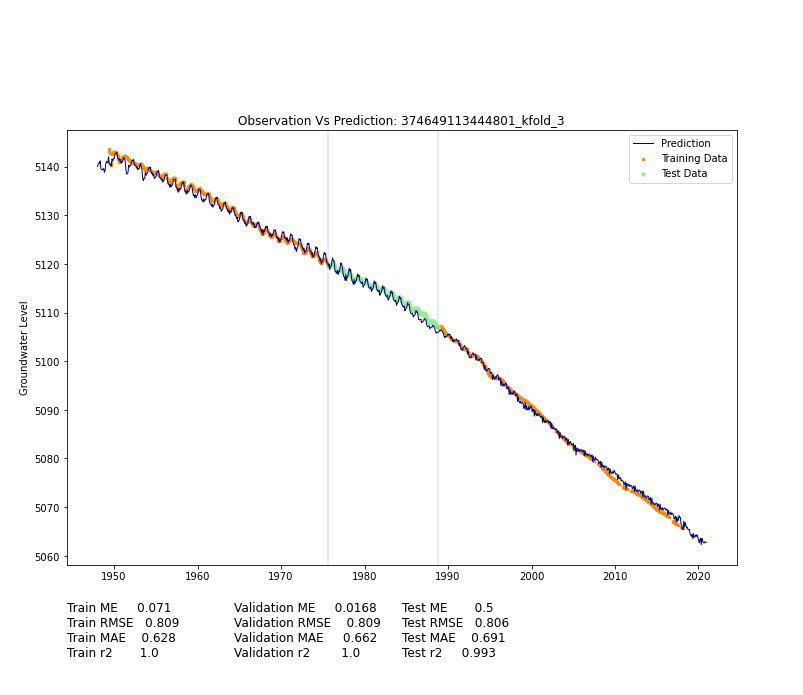 Observation Vs Prediction: 374649113444801_kfold_3
Prediction
Training Data
Test Data
Groundwater Level
5140
5130
5120
5110
5100
5090
5080
5070
5060
1950 1960 1970 1980 1990 2000 2010 2020
Train ME 0.071 Validation ME 0.0168 Test ME 0.5
Train RMSE 0.809 Validation RMSE 0.809 Test RMSE 0.806
Train MAE 0.628 Validation MAE 0.662 Test MAE 0.691
Train r2 1.0 Validation r2 1.0 Test r2 0.993